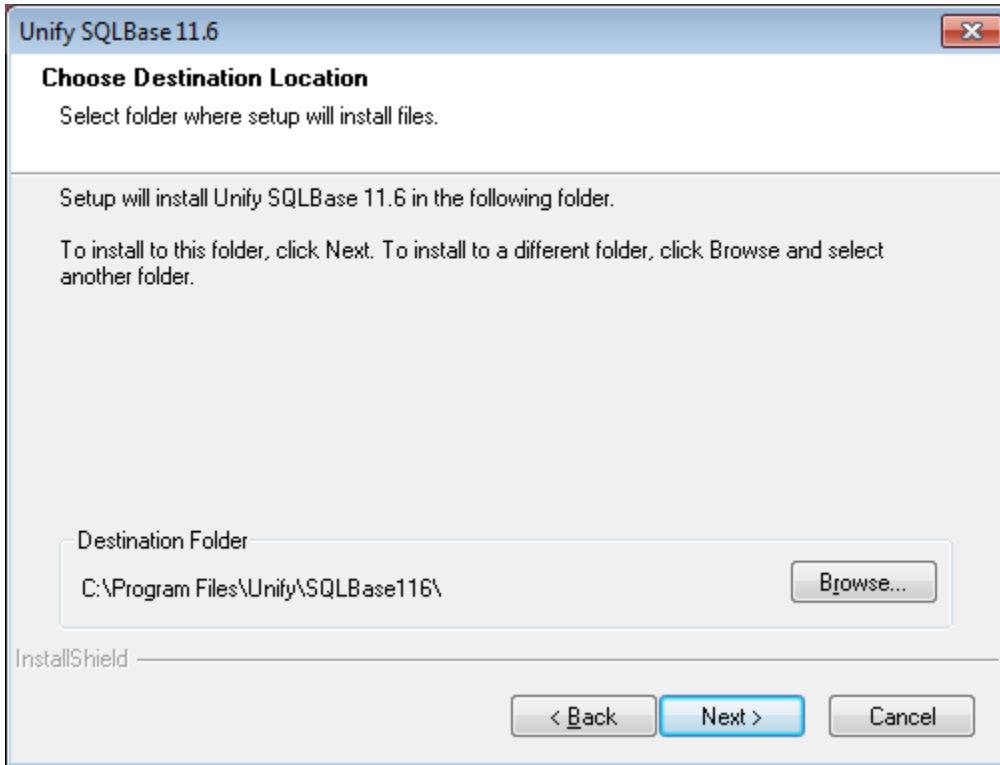 Unify SQLBase 11.6
Choose Destination Location
Select folder where setup will install files.
Setup will install Unify SQLBase 11.6 in the following folder.
To install to this folder, click Next. To install to a different folder, click Browse and select
another folder.
Destination Folder
C:\Program Files\Unify\SQLBase116\
Browse...
InstallShield
< Back
Next >
Cancel